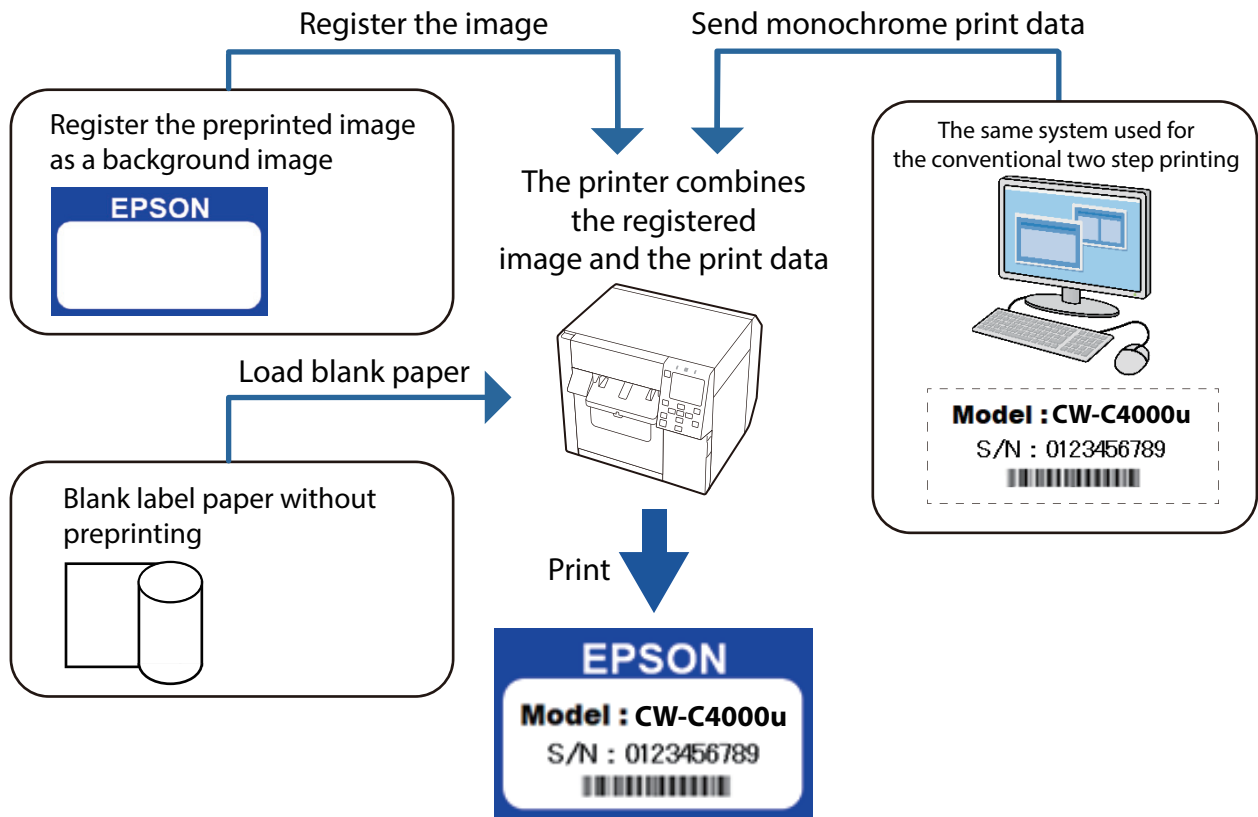 Register the image
Send monochrome print data
Register the preprinted image
as a background image
EPSON
The printer combines
the registered
image and the print data
The same system used for
the conventional two step printing
Model : CW-C4000u
S/N : 0123456789
Load blank paper
Blank label paper without
preprinting
Print
EPSON
Model : CW-C4000u
S/N : 0123456789